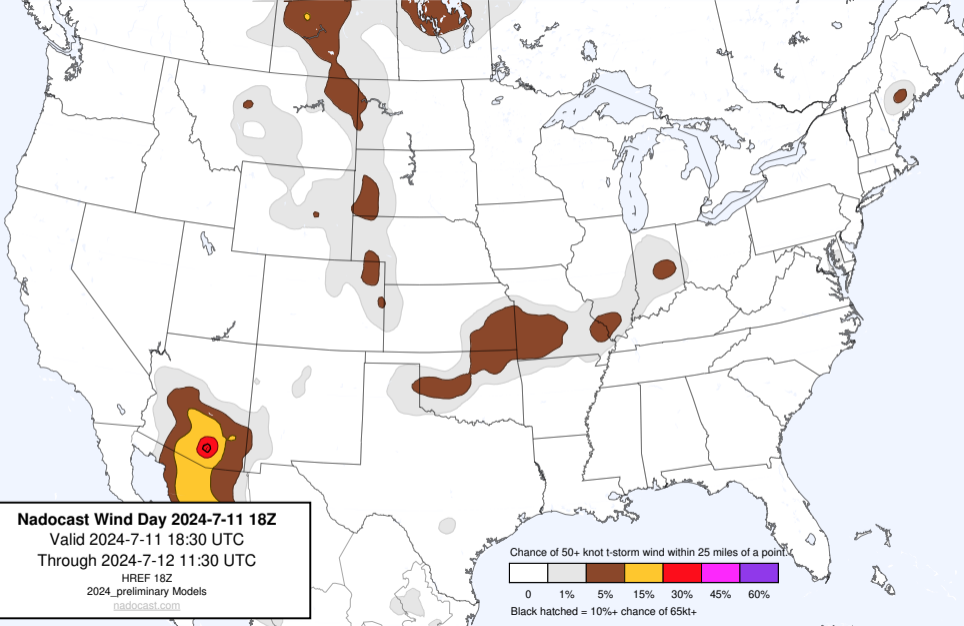 Nadocast Wind Day 2024-7-11 18Z
Valid 2024-7-11 18:30 UTC
Through 2024-7-12 11:30 UTC
HREF 18Z
2024_preliminary Models
nadocast.com
Chance of 50+ knot t-storm wind within 25 miles of a point.
0 1% 5% 15% 30% 45% 60%
Black hatched = 10%+ chance of 65kt+